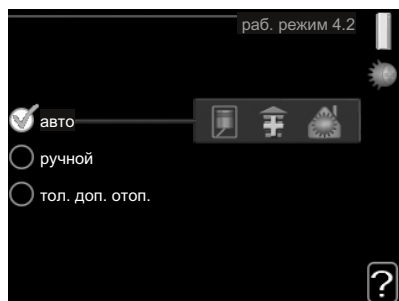 раб. режим 4.2
авто
ручной
тол. доп. отоп.
?